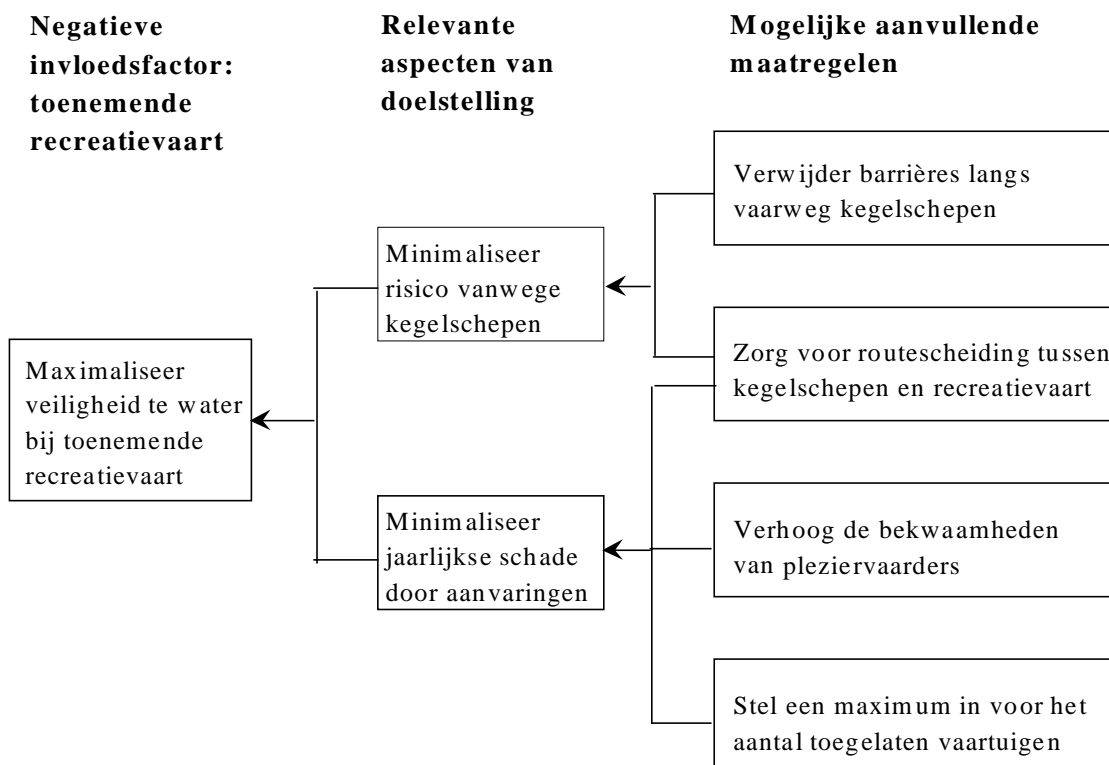 Negatieve
invloedsfactor:
toenemende
recreatievaart
Relevante
aspecten van
doelstelling
Mogelijke aanvullende
maatregelen
Maximaliseer
veiligheid te water
bij toenemende
recreatievaart
Minimaliseer
risico vanwege
kegelschepen
Minimaliseer
jaarlijkse schade
door aanvaringen
Verwijder barrières langs
vaarweg kegelschepen
Zorg voor routescheiding tussen
kegelschepen en recreatievaart
Verhoog de bekwaamheden
van pleziervaarders
Stel een maximum in voor het
aantal toegelaten vaartuigen